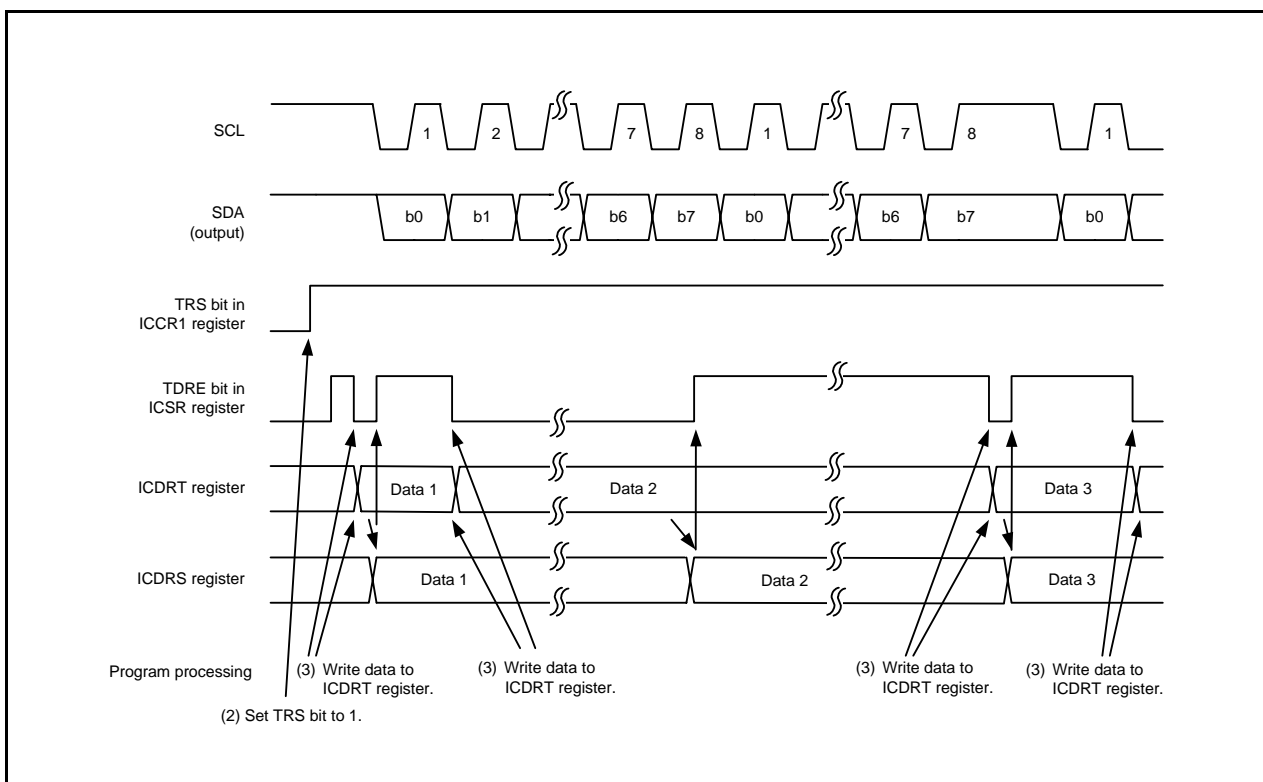 SCL
1 2 7 8 1 7 8 1
SDA
(output)
b0 b1 b6 b7 b0 b6 b7 b0
TRS bit in
ICCR1 register
TDRE bit in
ICSR register
ICDRT register
Data 1 Data 2 Data 3
ICDRS register
Data 1 Data 2 Data 3
Program processing
(3) Write data to
ICDRT register.
(3) Write data to
ICDRT register.
(3) Write data to
ICDRT register.
(3) Write data to
ICDRT register.
(2) Set TRS bit to 1.